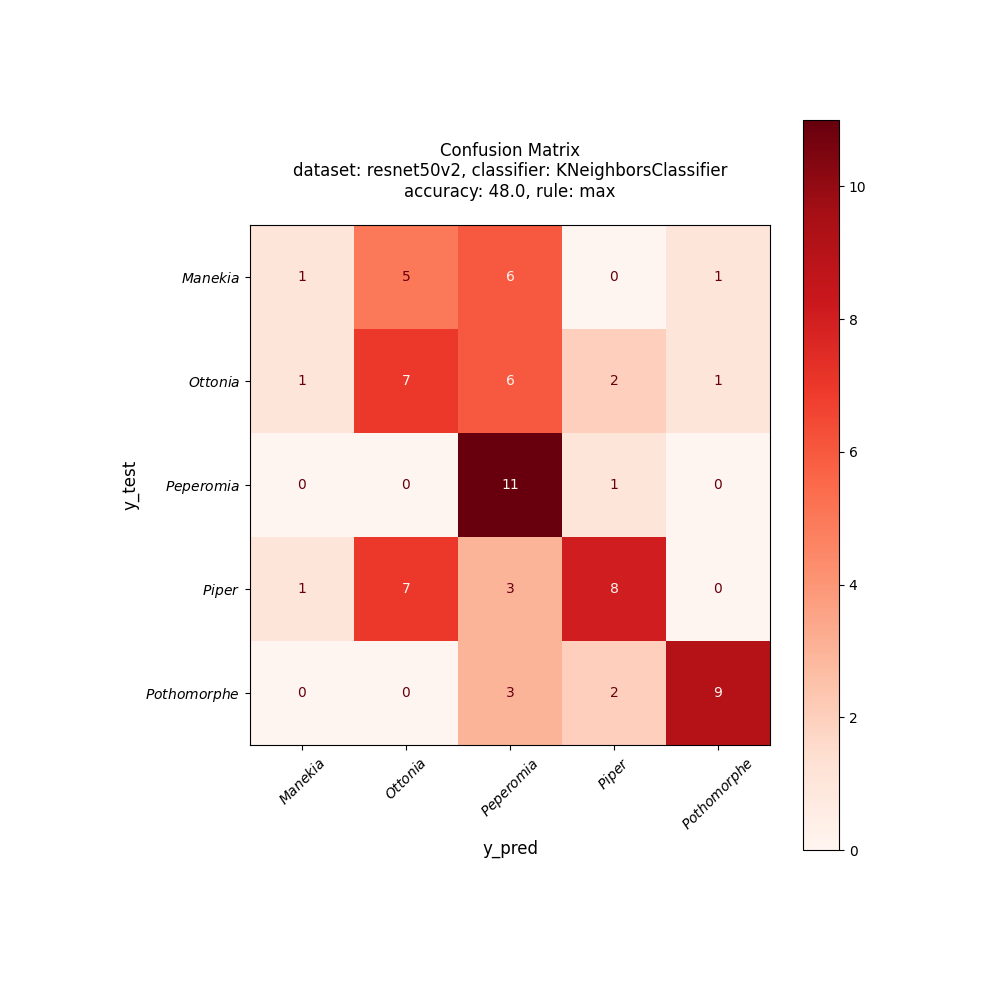 Confusion Matrix
dataset: resnet50v2, classifier: KNeighborsClassifier
accuracy: 48.0, rule: max
Manekia 1 5 6 0 1
Ottonia 1 7 6 2 1
Peperomia 0 0 11 1 0
Piper 1 7 3 8 0
Pothomorphe 0 0 3 2 9
Manekia Ottonia Peperomia Piper Pothomorphe
y_pred
y_test
10
8
6
4
2
0